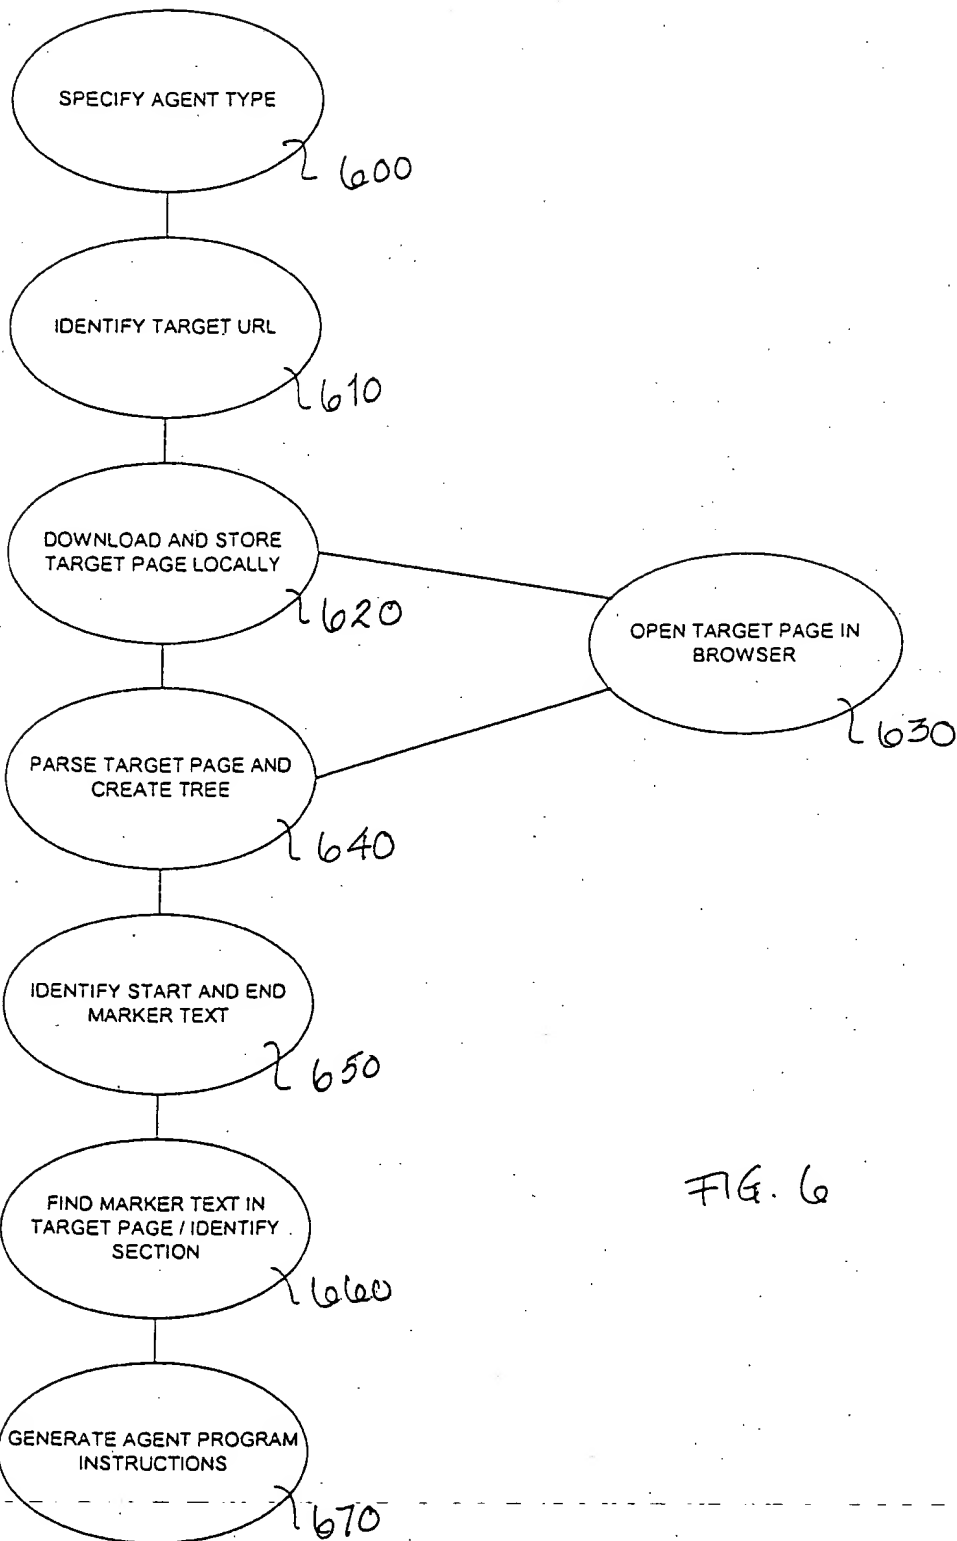 SPECIFY AGENT TYPE
600
IDENTIFY TARGET URL
610
DOWNLOAD AND STORE
TARGET PAGE LOCALLY
620
OPEN TARGET PAGE IN
BROWSER
630
PARSE TARGET PAGE AND
CREATE TREE
640
IDENTIFY START AND END
MARKER TEXT
650
FIND MARKER TEXT IN
TARGET PAGE / IDENTIFY
SECTION
660
FIG. 6
GENERATE AGENT PROGRAM
INSTRUCTIONS
670